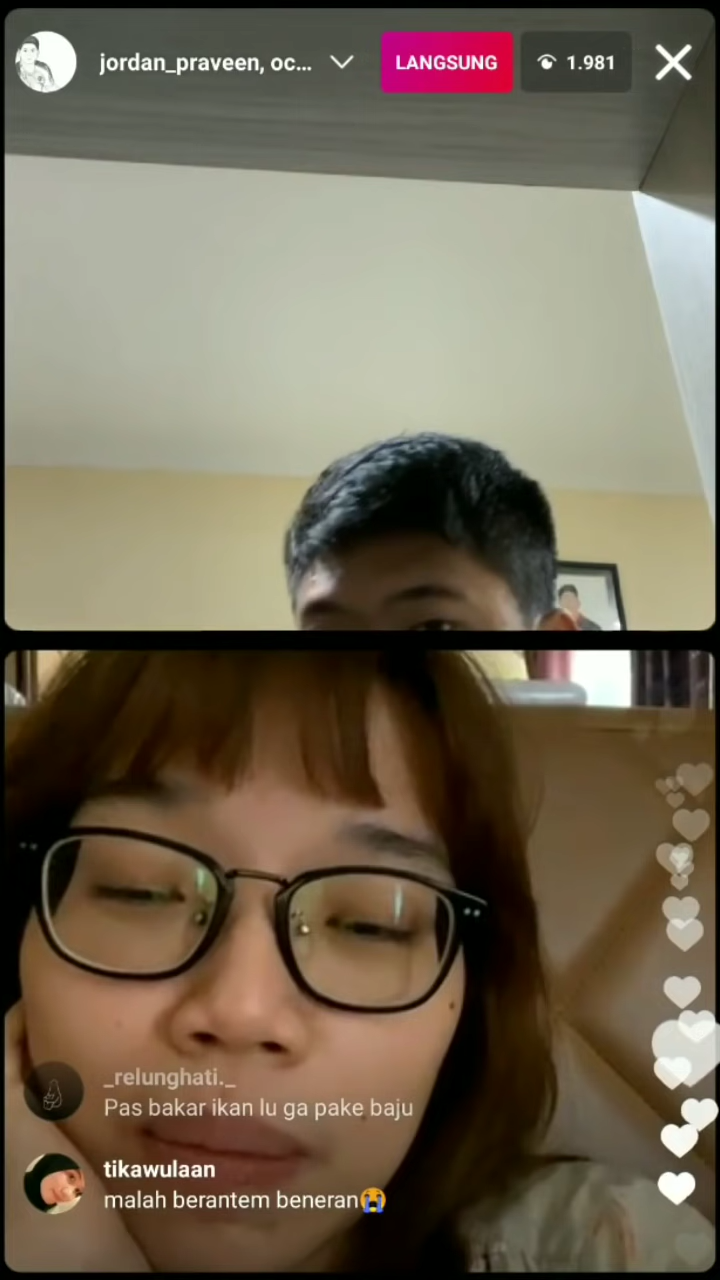 jordan_praveen, oc...
LANGSUNG
1.981
_relunghati._
Pas bakar ikan lu ga pake baju
tikawulaan
malah berantem beneran😭